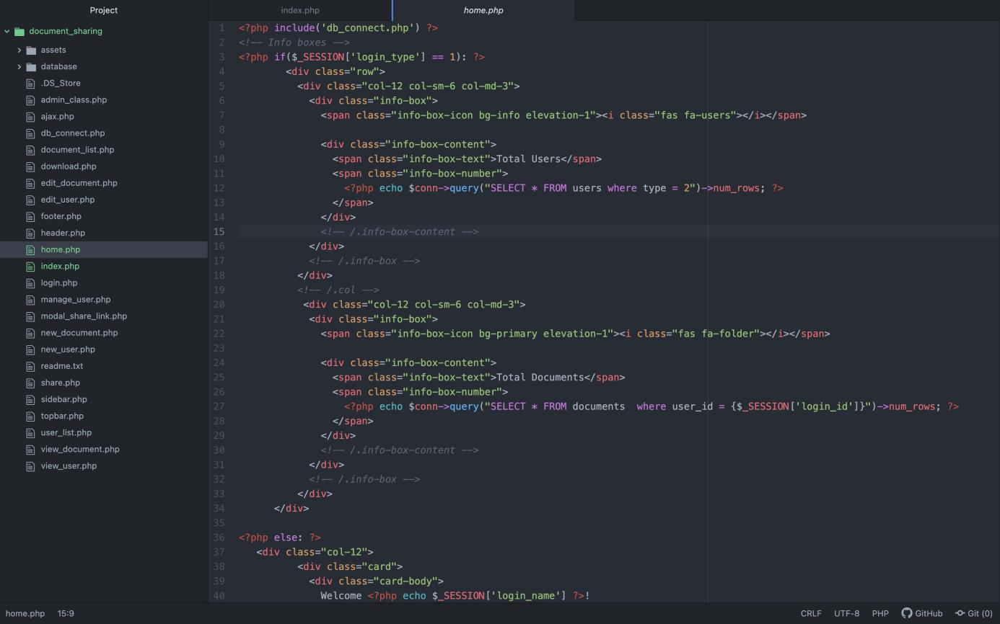 Project
document_sharing
assets
database
.DS_Store
admin_class.php
ajax.php
db_connect.php
document_list.php
download.php
edit_document.php
edit_user.php
footer.php
header.php
home.php
index.php
login.php
manage_user.php
modal_share_link.php
new_document.php
new_user.php
readme.txt
share.php
sidebar.php
topbar.php
user_list.php
view_document.php
view_user.php
index.php
home.php
1 <?php include('db_connect.php') ?>
2 <!-- Info boxes -->
3 <?php if($_SESSION['login_type'] == 1): ?>
4         <div class="row">
5           <div class="col-12 col-sm-6 col-md-3">
6             <div class="info-box">
7               <span class="info-box-icon bg-info elevation-1"><i class="fas fa-users"></i></span>
8
9               <div class="info-box-content">
10                <span class="info-box-text">Total Users</span>
11                <span class="info-box-number">
12                  <?php echo $conn->query("SELECT * FROM users where type = 2")->num_rows; ?>
13                </span>
14              </div>
15              <!-- /.info-box-content -->
16            </div>
17            <!-- /.info-box -->
18          </div>
19          <!-- /.col -->
20           <div class="col-12 col-sm-6 col-md-3">
21            <div class="info-box">
22              <span class="info-box-icon bg-primary elevation-1"><i class="fas fa-folder"></i></span>
23
24              <div class="info-box-content">
25                <span class="info-box-text">Total Documents</span>
26                <span class="info-box-number">
27                  <?php echo $conn->query("SELECT * FROM documents  where user_id = {$_SESSION['login_id']}")->num_rows; ?>
28                </span>
29              </div>
30              <!-- /.info-box-content -->
31            </div>
32            <!-- /.info-box -->
33          </div>
34      </div>
35
36 <?php else: ?>
37   <div class="col-12">
38          <div class="card">
39            <div class="card-body">
40              Welcome <?php echo $_SESSION['login_name'] ?>!
home.php 15:9 CRLF UTF-8 PHP GitHub Git (0)